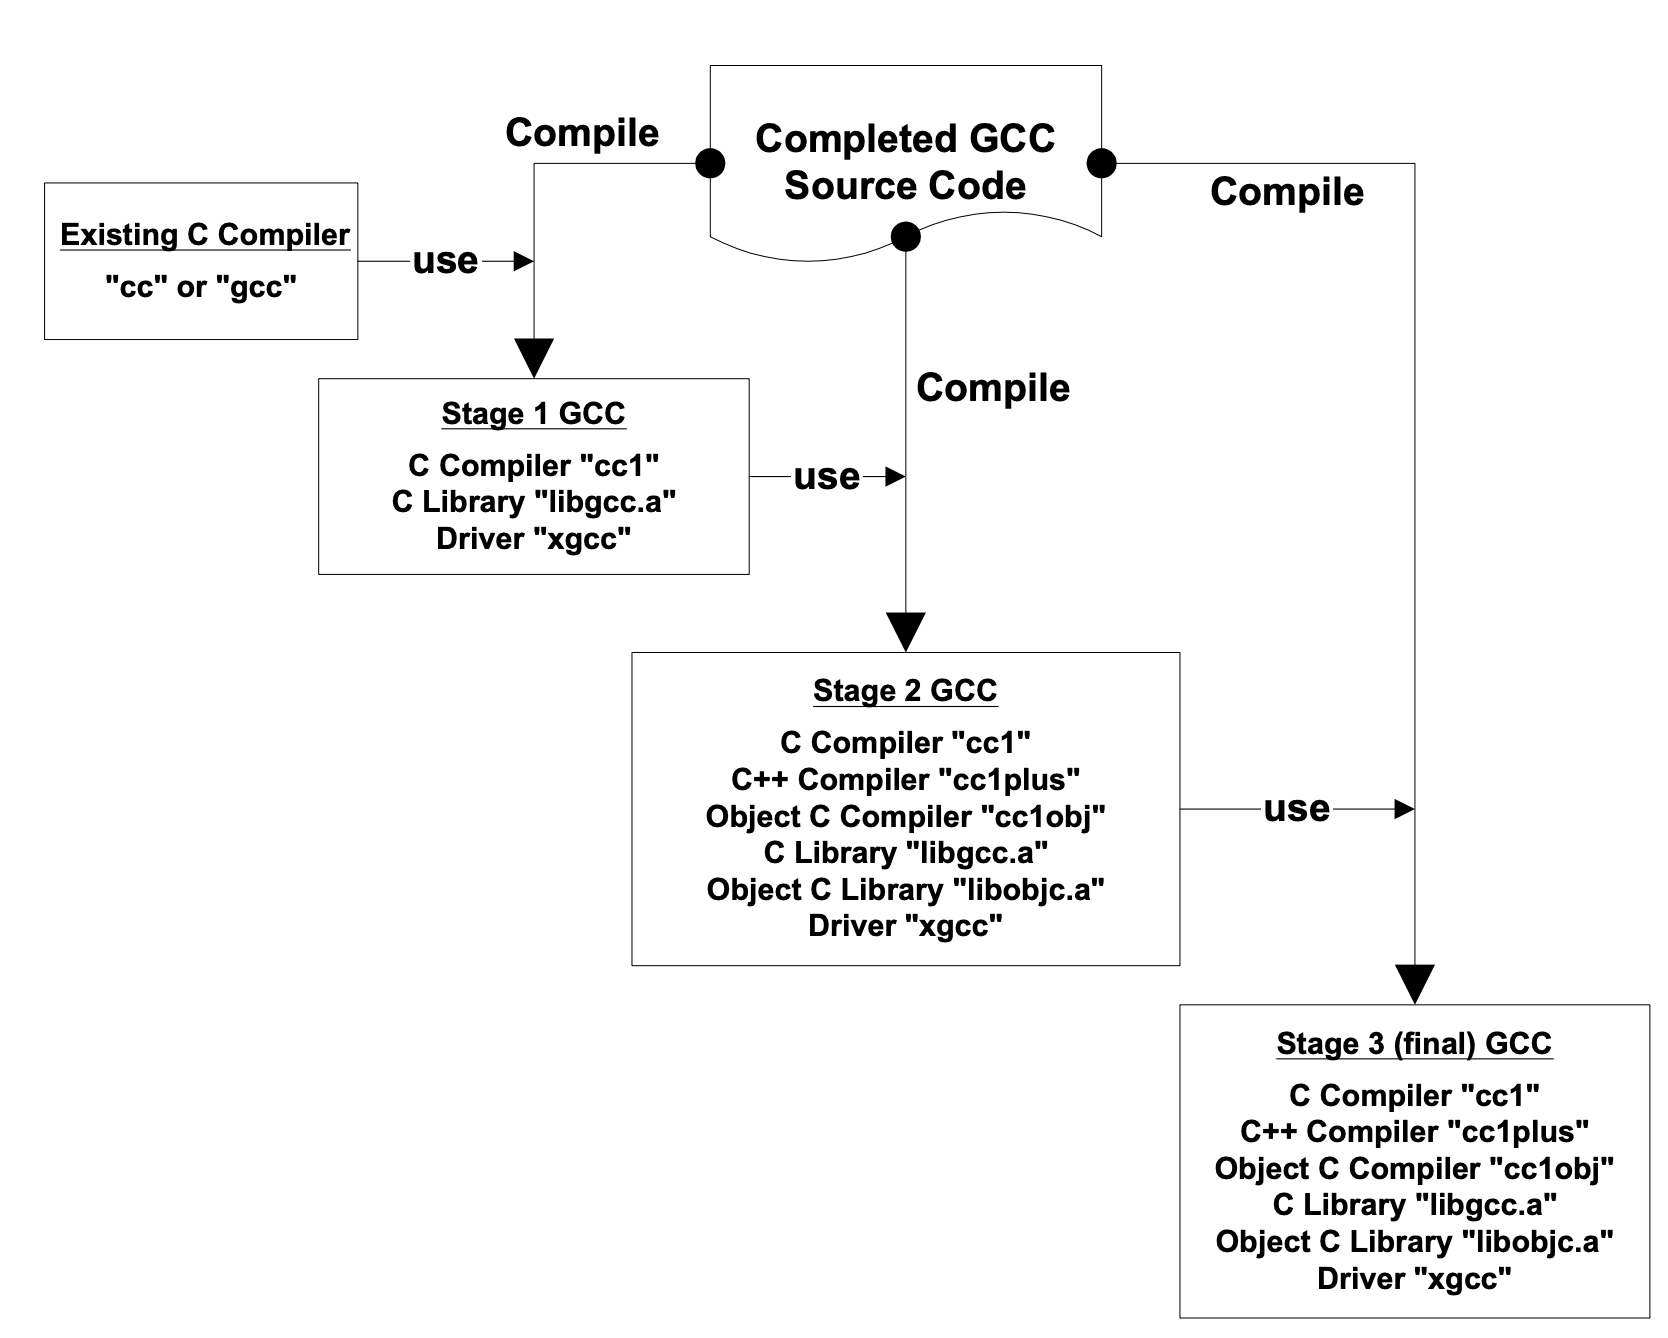 Compile
Completed GCC
Source Code
Compile
Existing C Compiler
"cc" or "gcc"
use
Compile
Stage 1 GCC
C Compiler "cc1"
C Library "libgcc.a"
Driver "xgcc"
use
Stage 2 GCC
C Compiler "cc1"
C++ Compiler "cc1plus"
Object C Compiler "cc1obj"
C Library "libgcc.a"
Object C Library "libobjc.a"
Driver "xgcc"
use
Stage 3 (final) GCC
C Compiler "cc1"
C++ Compiler "cc1plus"
Object C Compiler "cc1obj"
C Library "libgcc.a"
Object C Library "libobjc.a"
Driver "xgcc"